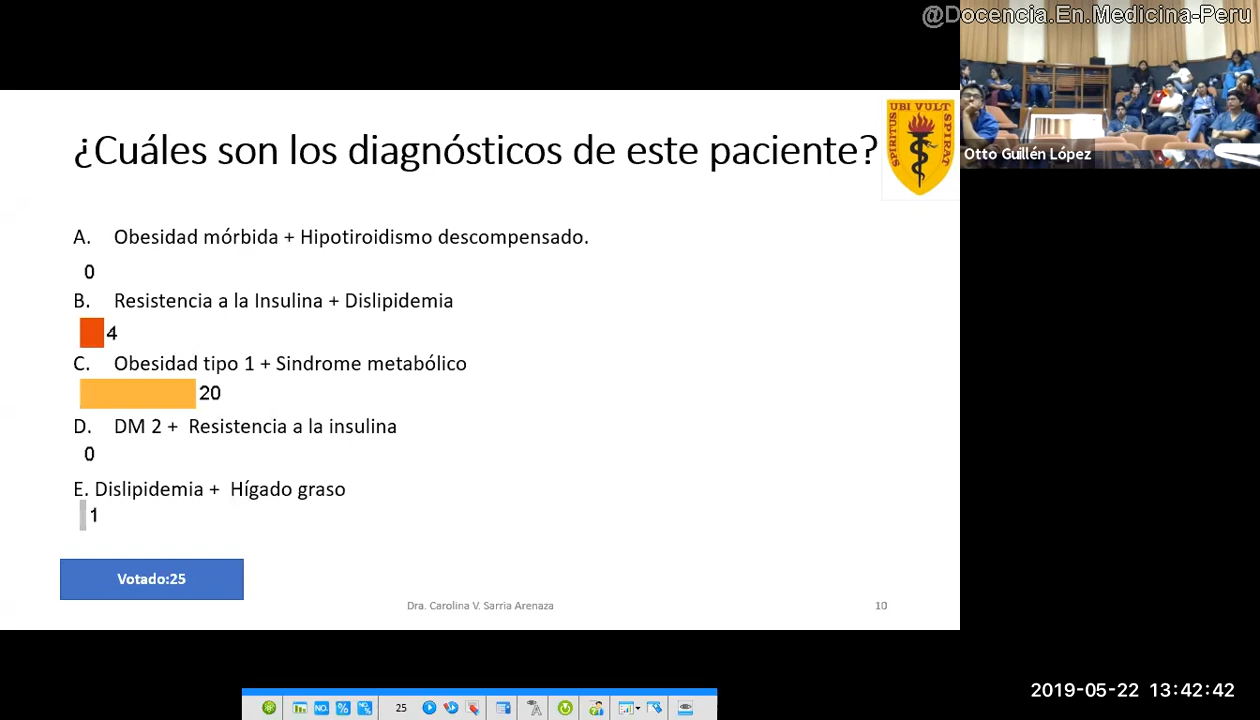 @Docencia.En.Medicina-Peru
¿Cuáles son los diagnósticos de este paciente?
UBI VULT
SPIRITUS
SPIRAT
Otto Guillén López
A. Obesidad mórbida + Hipotiroidismo descompensado.
0
B. Resistencia a la Insulina + Dislipidemia
4
C. Obesidad tipo 1 + Sindrome metabólico
20
D. DM 2 + Resistencia a la insulina
0
E. Dislipidemia + Hígado graso
1
Votado:25
Dra. Carolina V. Sarria Arenaza
10
2019-05-22 13:42:42
NO. % 25